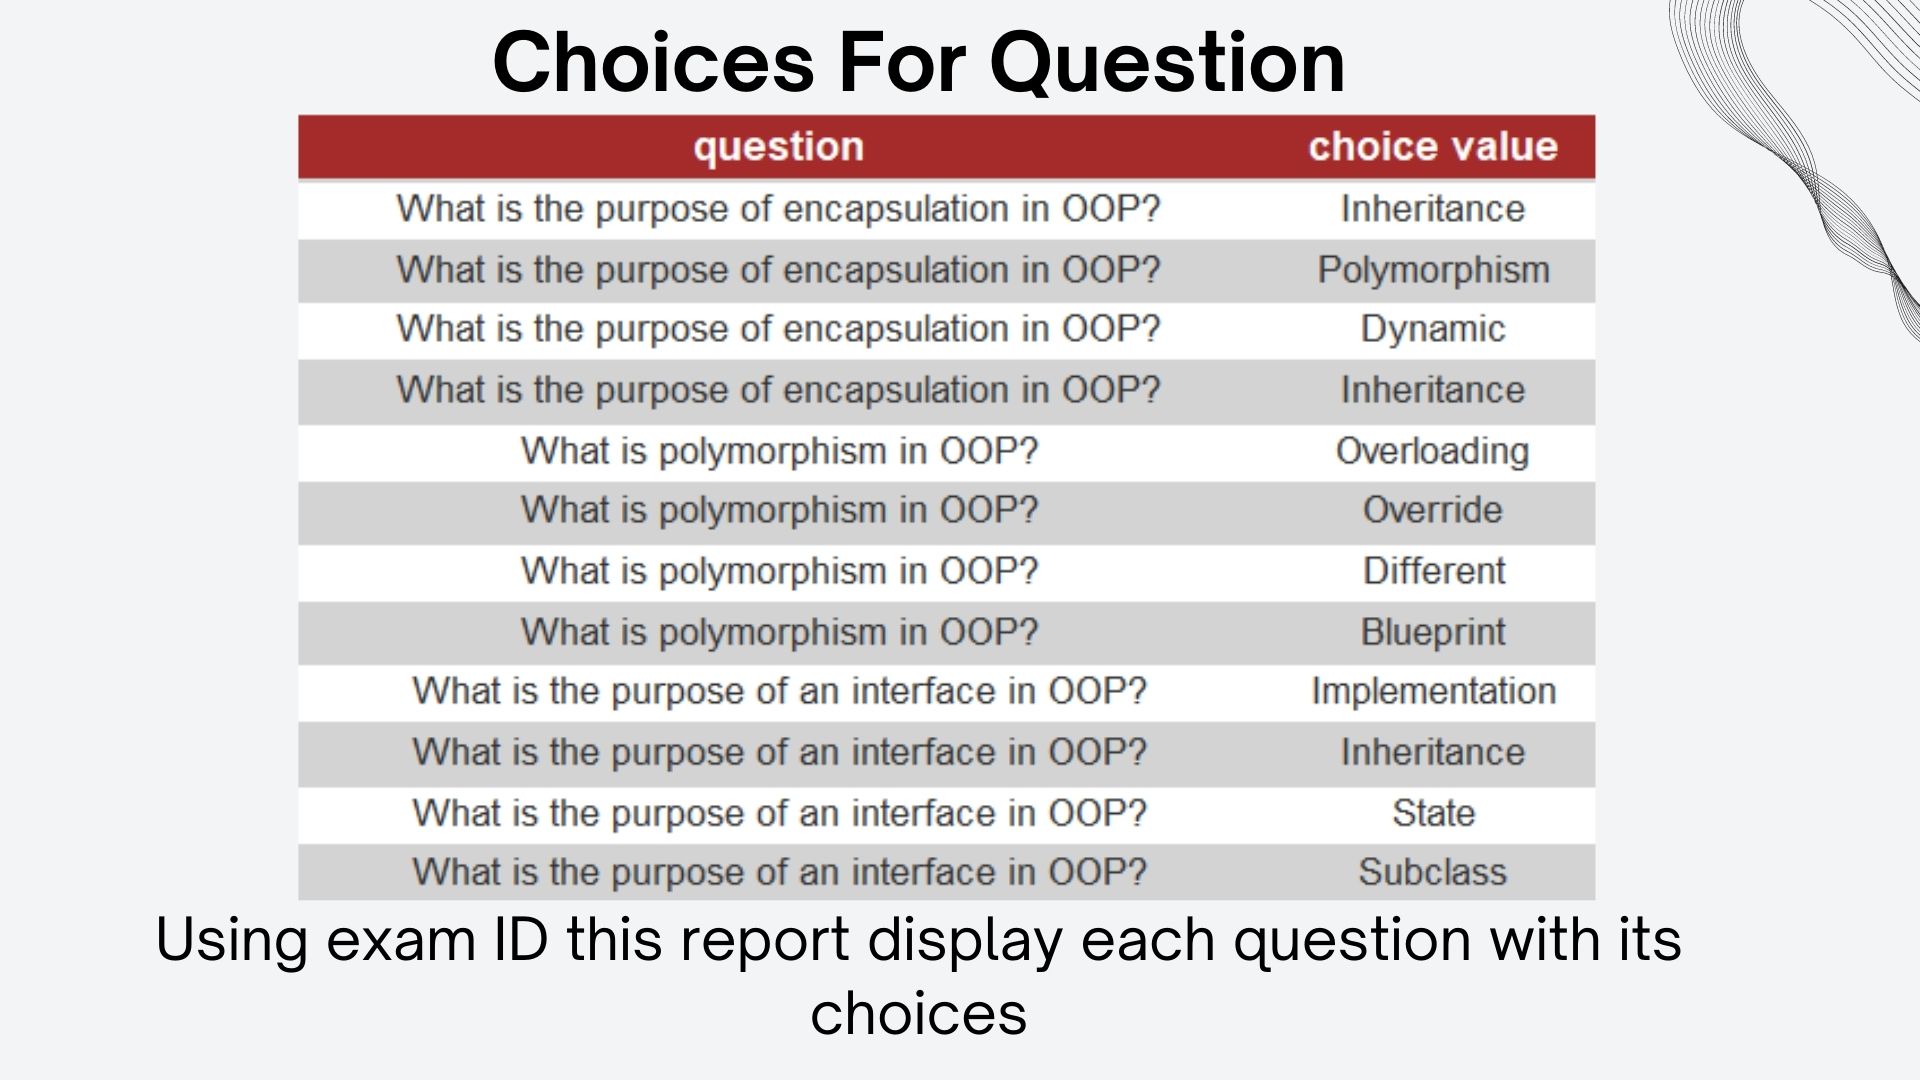 Choices For Question
question choice value
What is the purpose of encapsulation in OOP? Inheritance
What is the purpose of encapsulation in OOP? Polymorphism
What is the purpose of encapsulation in OOP? Dynamic
What is the purpose of encapsulation in OOP? Inheritance
What is polymorphism in OOP? Overloading
What is polymorphism in OOP? Override
What is polymorphism in OOP? Different
What is polymorphism in OOP? Blueprint
What is the purpose of an interface in OOP? Implementation
What is the purpose of an interface in OOP? Inheritance
What is the purpose of an interface in OOP? State
What is the purpose of an interface in OOP? Subclass
Using exam ID this report display each question with its
choices